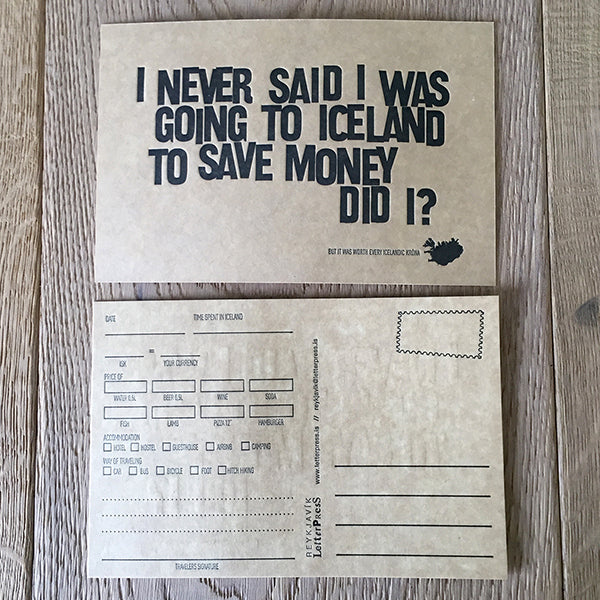 I NEVER SAID I WAS
GOING TO ICELAND
TO SAVE MONEY
DID I?
BUT IT WAS WORTH EVERY ICELANDIC KRÓNA
DATE TIME SPENT IN ICELAND
=
ISK YOUR CURRENCY
PRICE OF
WATER 0,5L BEER 0,5L WINE SODA
FISH LAMB PIZZA 12" HAMBURGER
ACCOMMODATION
HOTEL HOSTEL GUESTHOUSE AIRBNB CAMPING
WAY OF TRAVELING
CAR BUS BICYCLE FOOT HITCH HIKING
TRAVELERS SIGNATURE
www.letterpress.is // reykjavik@letterpress.is
REYKJAVÍK
LetterPress